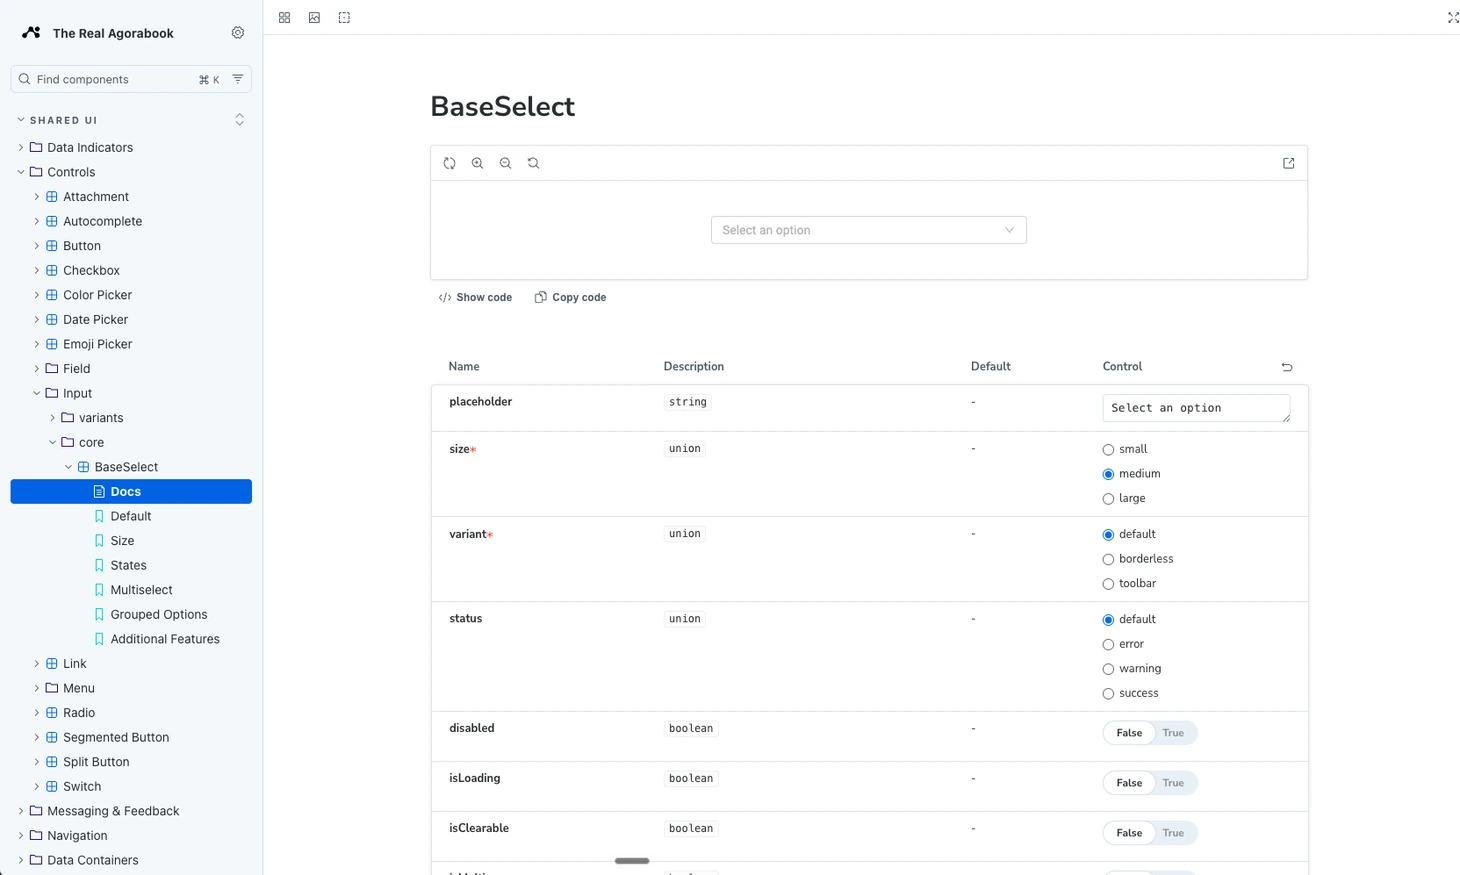 The Real Agorabook
Find components
⌘ K
SHARED UI
Data Indicators
Controls
Attachment
Autocomplete
Button
Checkbox
Color Picker
Date Picker
Emoji Picker
Field
Input
variants
core
BaseSelect
Docs
Default
Size
States
Multiselect
Grouped Options
Additional Features
Link
Menu
Radio
Segmented Button
Split Button
Switch
Messaging & Feedback
Navigation
Data Containers
BaseSelect
Select an option
Show code Copy code
Name Description Default Control
placeholder string - Select an option
size* union - small
medium
large
variant* union - default
borderless
toolbar
status union - default
error
warning
success
disabled boolean - False True
isLoading boolean - False True
isClearable boolean - False True